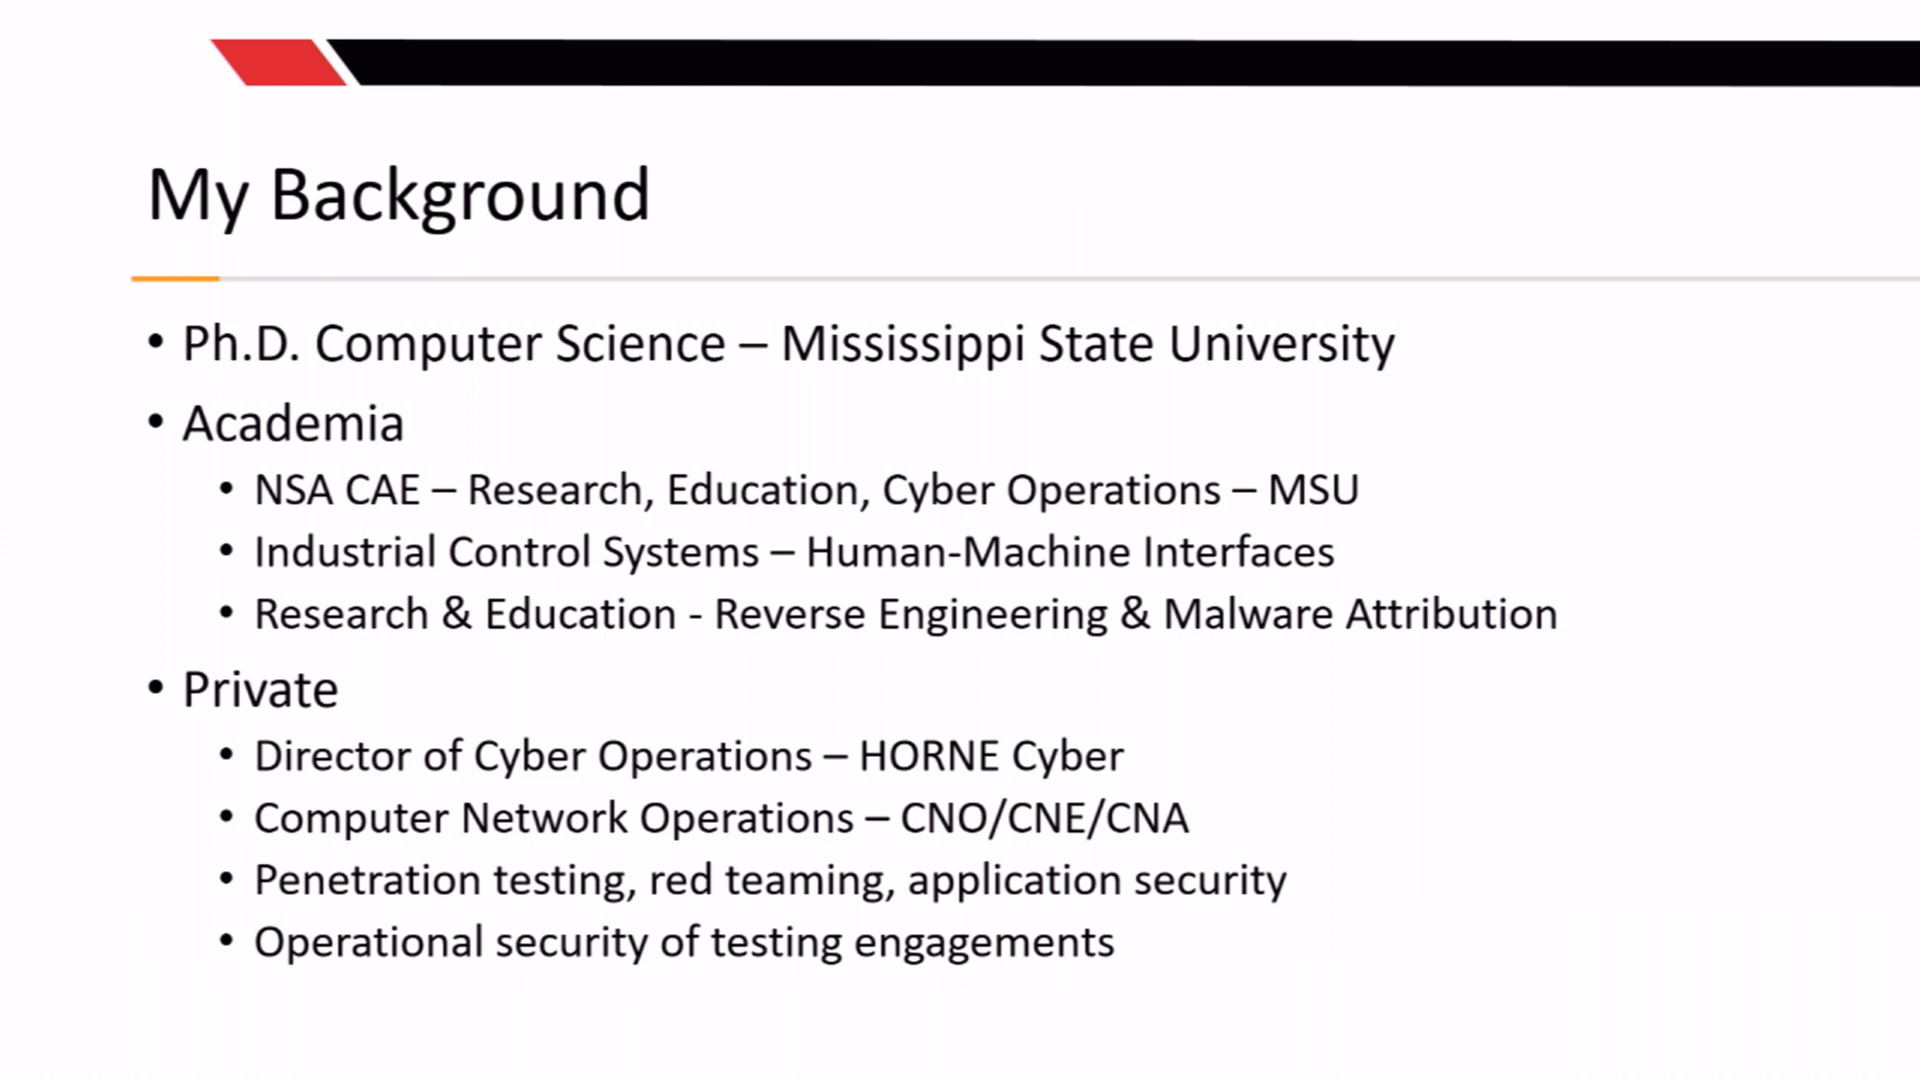 My Background
• Ph.D. Computer Science – Mississippi State University
• Academia
• NSA CAE – Research, Education, Cyber Operations – MSU
• Industrial Control Systems – Human-Machine Interfaces
• Research & Education - Reverse Engineering & Malware Attribution
• Private
• Director of Cyber Operations – HORNE Cyber
• Computer Network Operations – CNO/CNE/CNA
• Penetration testing, red teaming, application security
• Operational security of testing engagements